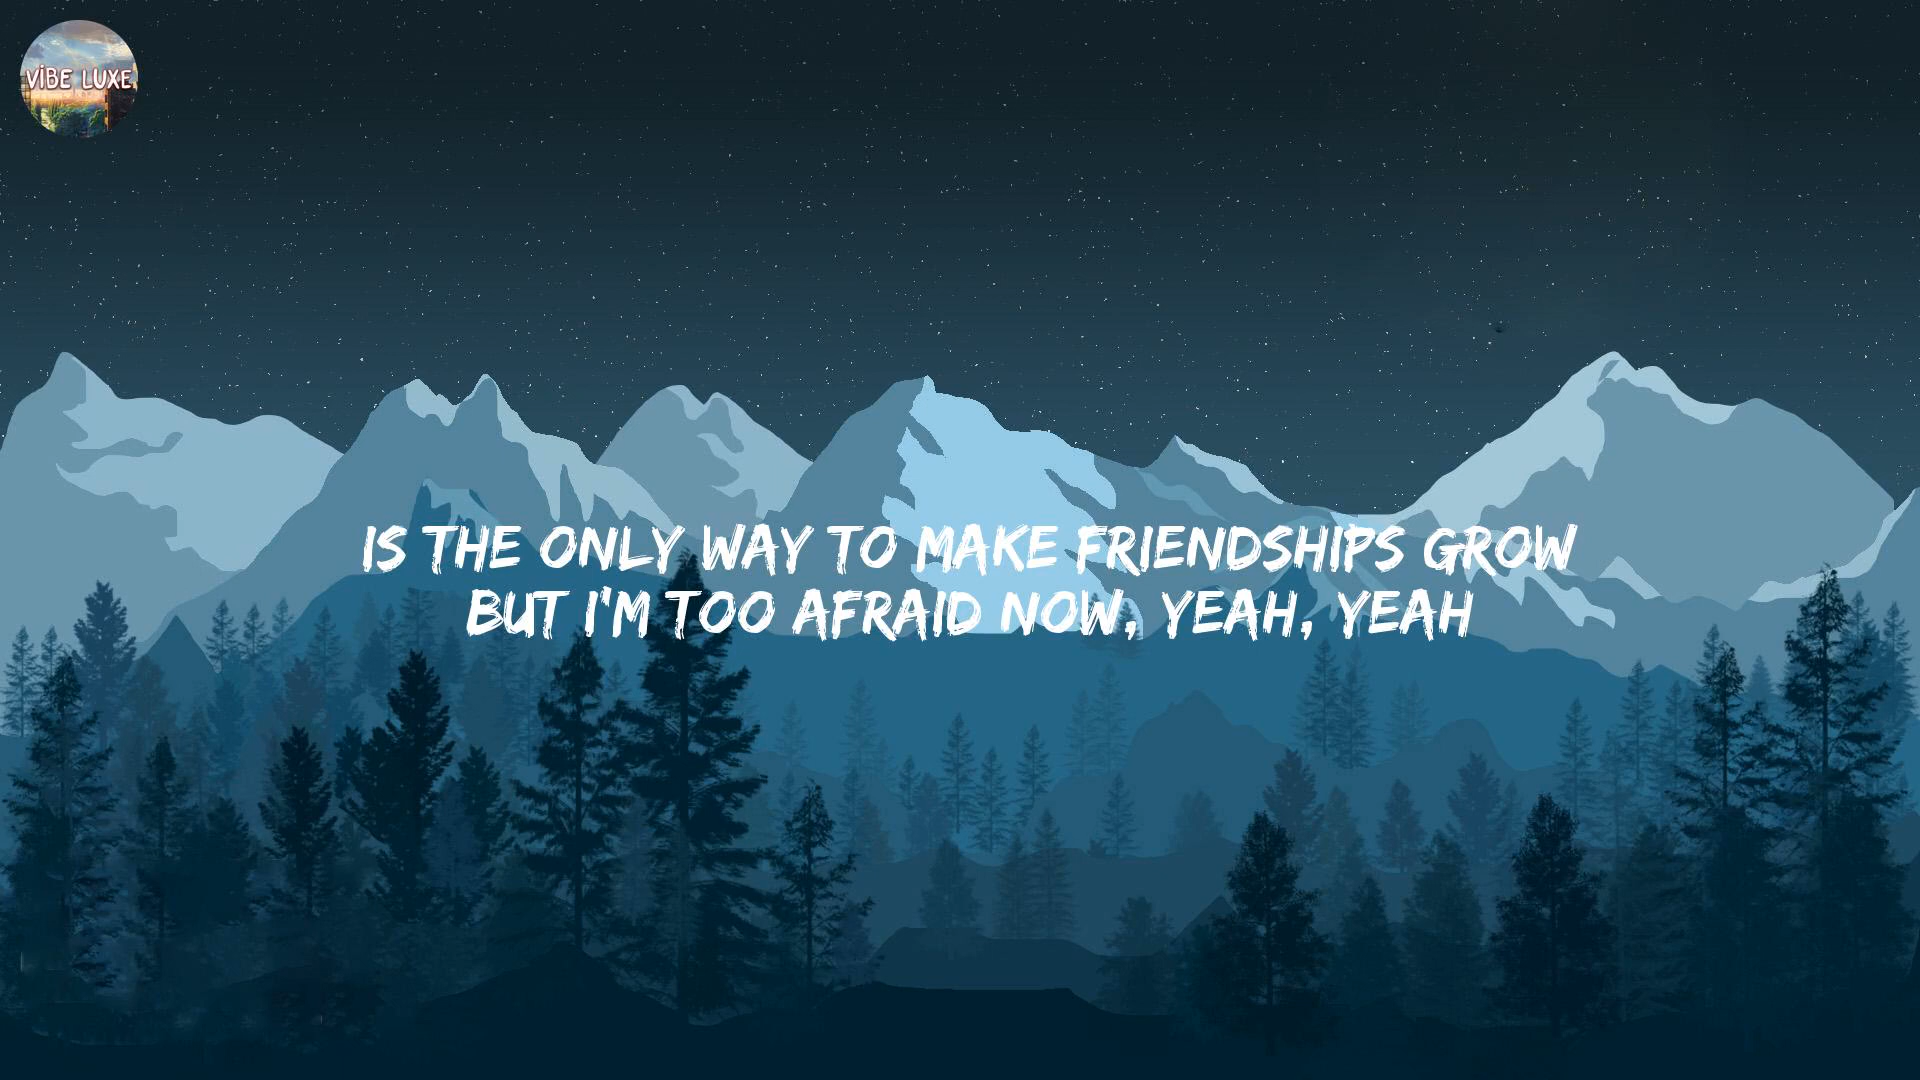 VIBE LUXE
IS THE ONLY WAY TO MAKE FRIENDSHIPS GROW
BUT I'M TOO AFRAID NOW, YEAH, YEAH